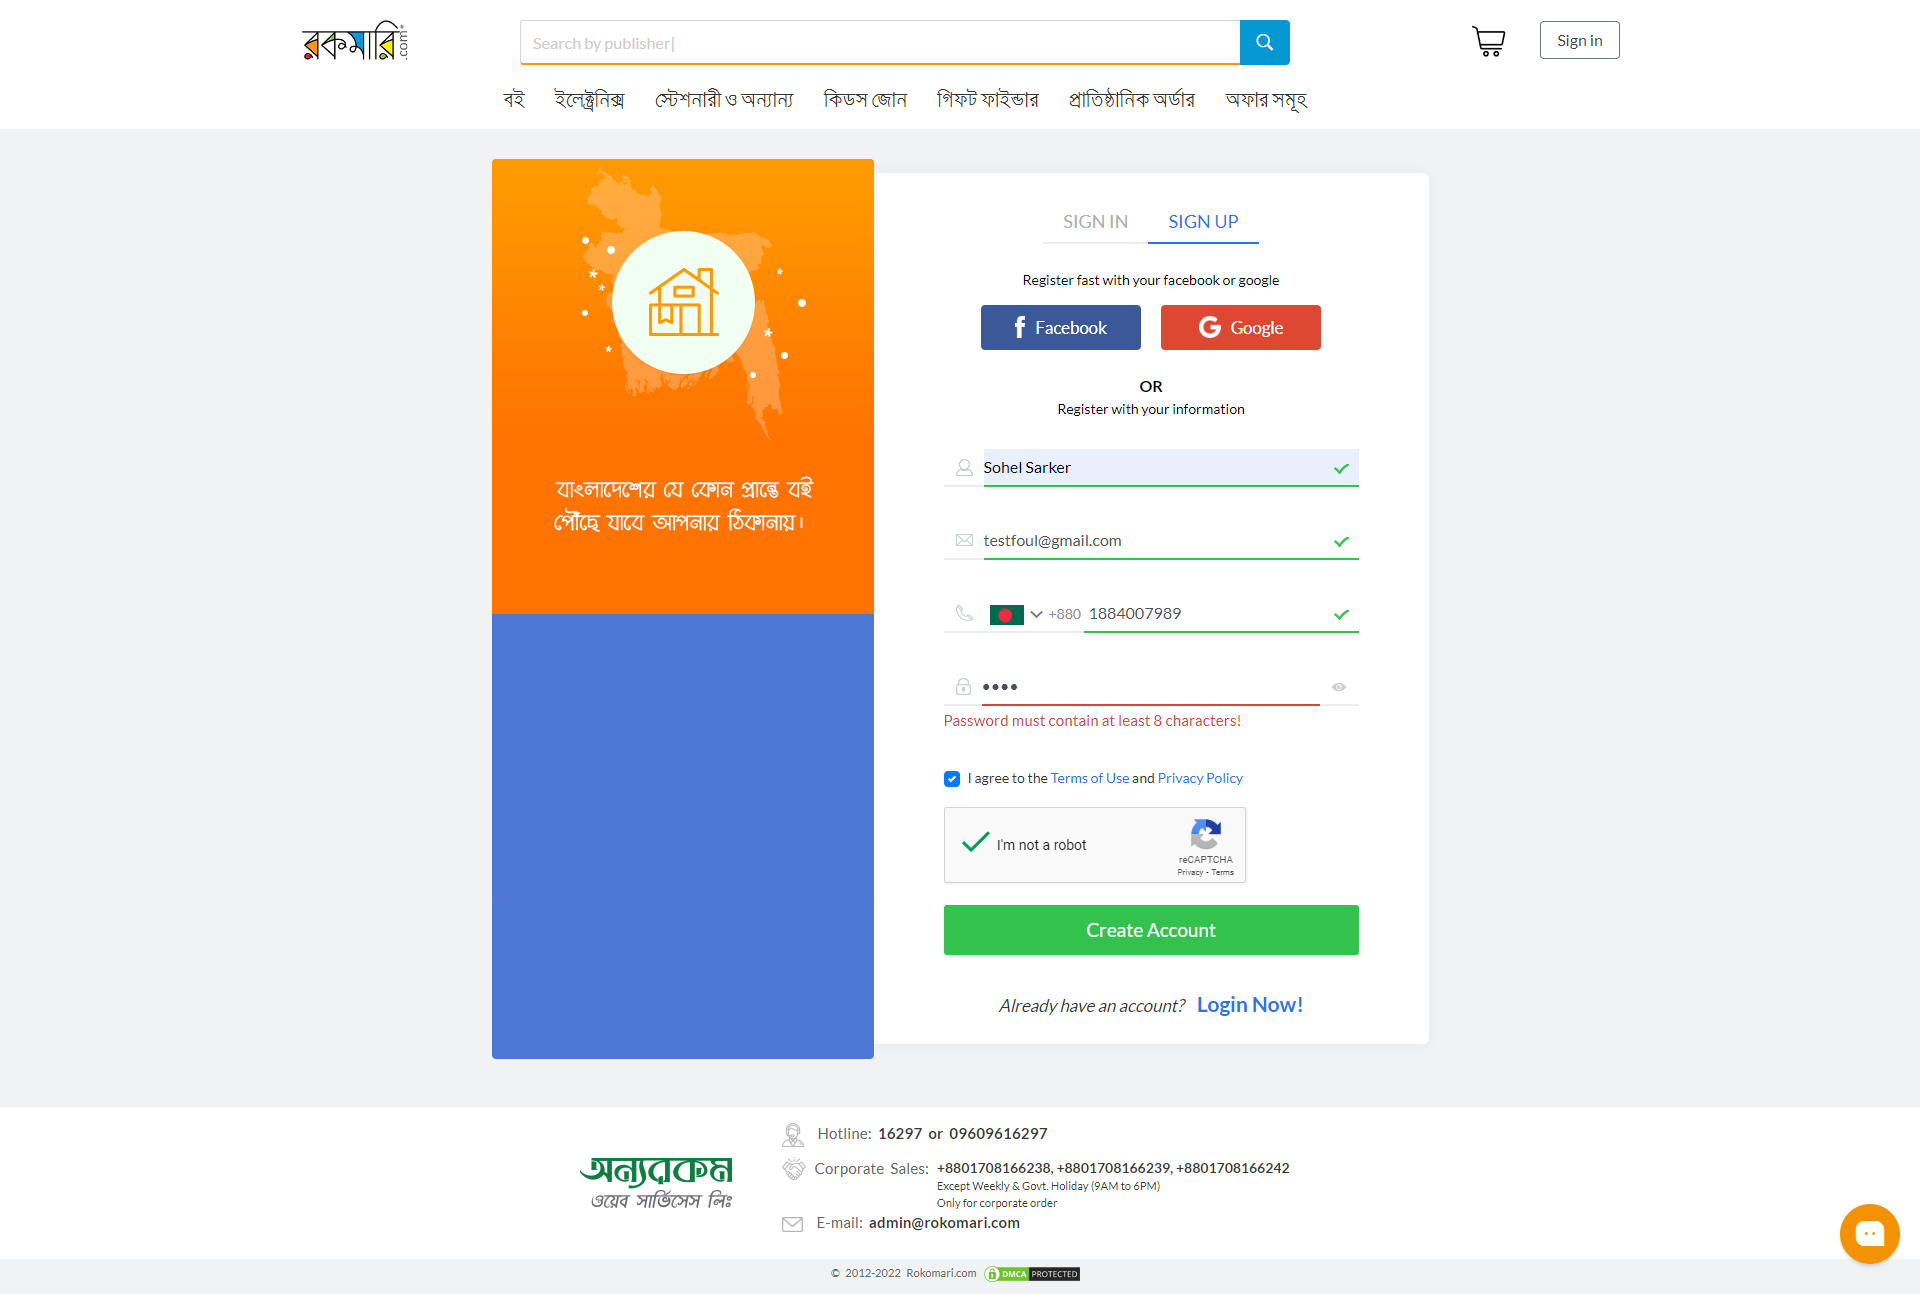 রকমারি.com
Search by publisher|
Sign in
বই ইলেক্ট্রনিক্স স্টেশনারী ও অন্যান্য কিডস জোন গিফট ফাইন্ডার প্রাতিষ্ঠানিক অর্ডার অফার সমূহ
বাংলাদেশের যে কোন প্রান্তে বই
পৌঁছে যাবে আপনার ঠিকানায়।
SIGN IN SIGN UP
Register fast with your facebook or google
Facebook Google
OR
Register with your information
Sohel Sarker
testfoul@gmail.com
+880 1884007989
••••
Password must contain at least 8 characters!
I agree to the Terms of Use and Privacy Policy
I'm not a robot
reCAPTCHA
Privacy - Terms
Create Account
Already have an account? Login Now!
অন্যরকম
ওয়েব সার্ভিসেস লিঃ
Hotline: 16297 or 09609616297
Corporate Sales: +8801708166238, +8801708166239, +8801708166242
Except Weekly & Govt. Holiday (9AM to 6PM)
Only for corporate order
E-mail: admin@rokomari.com
© 2012-2022 Rokomari.com DMCA PROTECTED